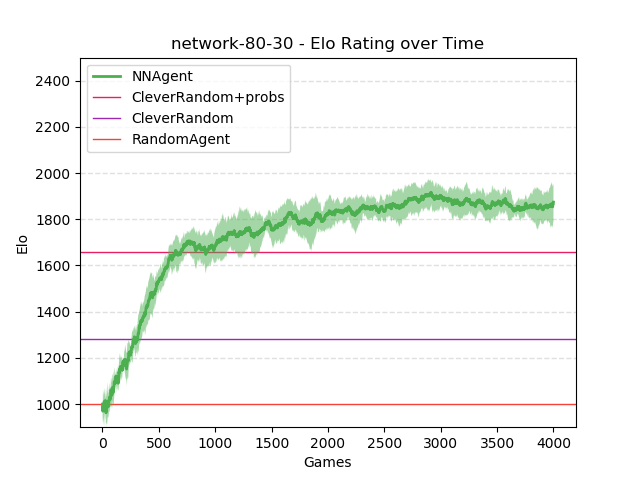 network-80-30 - Elo Rating over Time
NNAgent
CleverRandom+probs
CleverRandom
RandomAgent
2400
2200
2000
1800
1600
1400
1200
1000
Elo
0 500 1000 1500 2000 2500 3000 3500 4000
Games